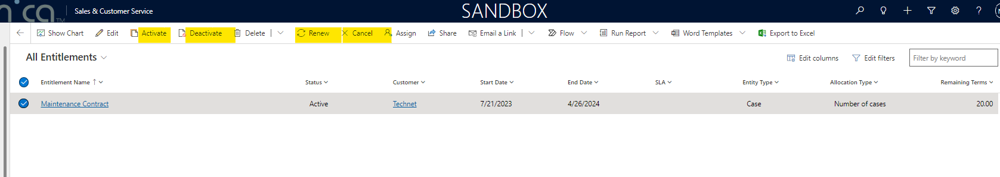 nica TM Sales & Customer Service SANDBOX ?
Show Chart Edit Activate Deactivate Delete Renew Cancel Assign Share Email a Link Flow Run Report Word Templates Export to Excel
All Entitlements Edit columns Edit filters Filter by keyword
Entitlement Name ↑ Status Customer Start Date End Date SLA Entity Type Allocation Type Remaining Terms
Maintenance Contract Active Technet 7/21/2023 4/26/2024 Case Number of cases 20.00